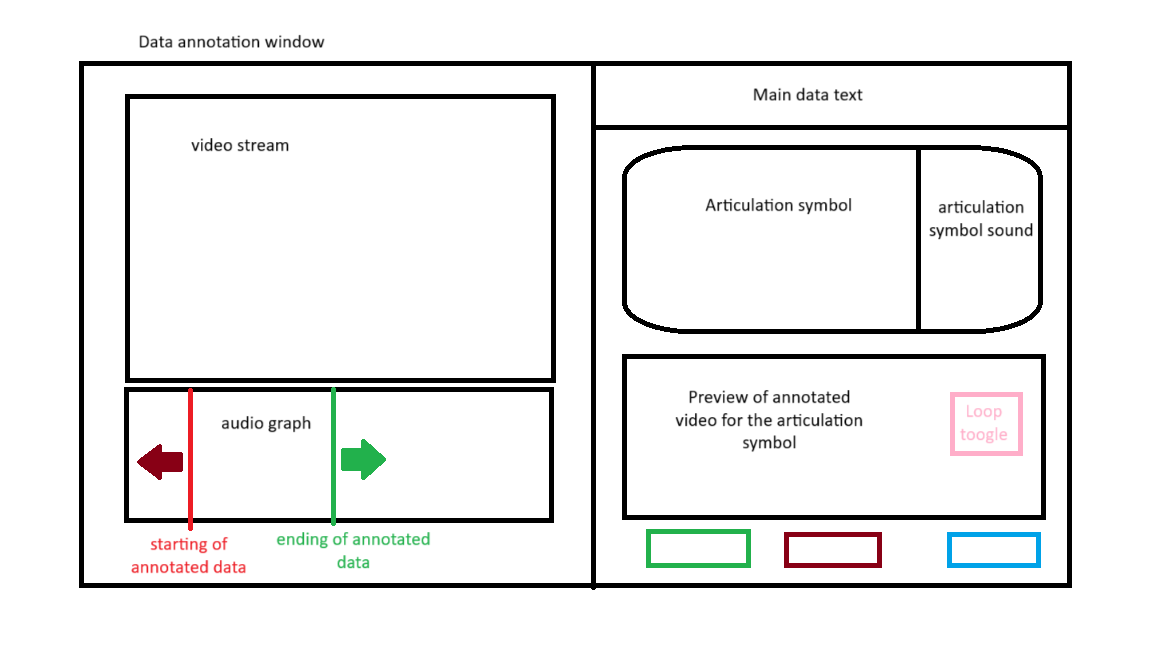 Data annotation window
video stream
audio graph
starting of
annotated data
ending of annotated
data
Main data text
Articulation symbol
articulation
symbol sound
Preview of annotated
video for the articulation
symbol
Loop
toogle